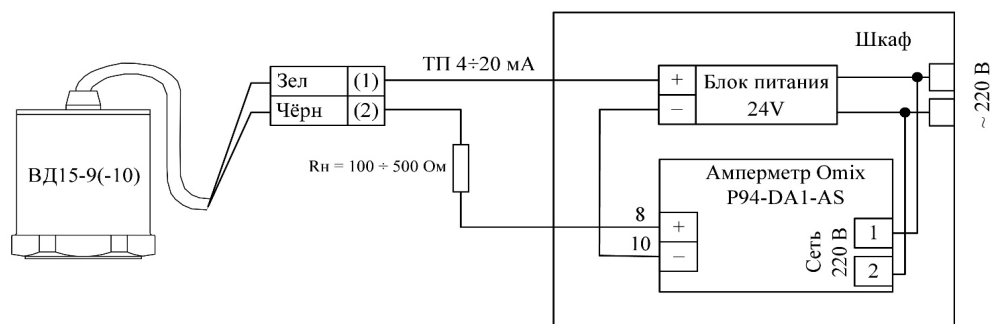 Шкаф
ТП 4÷20 мА
Зел (1)
Чёрн (2)
+
–
Блок питания
24V
~ 220 В
ВД15-9(-10)
Rн = 100 ÷ 500 Ом
Амперметр Omix
P94-DA1-AS
8
+
10
–
Сеть
220 В
1
2